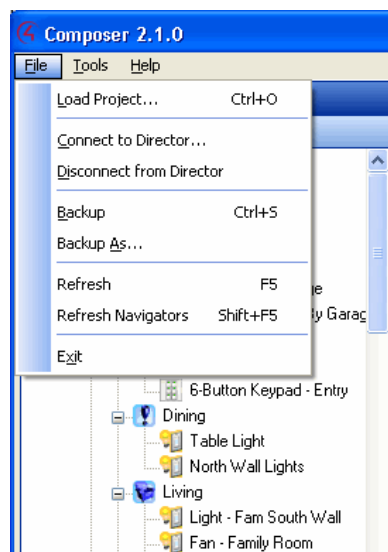 Composer 2.1.0
File Tools Help
Load Project... Ctrl+O
Connect to Director...
Disconnect from Director
Backup Ctrl+S
Backup As...
Refresh F5
Refresh Navigators Shift+F5
Exit
6-Button Keypad - Entry
Dining
Table Light
North Wall Lights
Living
Light - Fam South Wall
Fan - Family Room